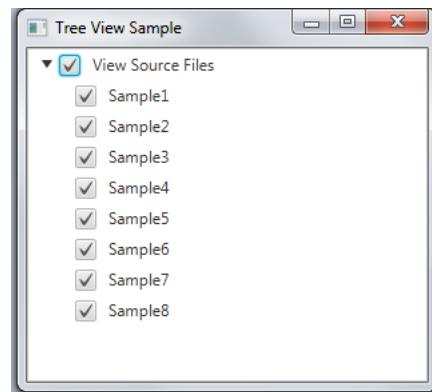 Tree View Sample
View Source Files
Sample1
Sample2
Sample3
Sample4
Sample5
Sample6
Sample7
Sample8